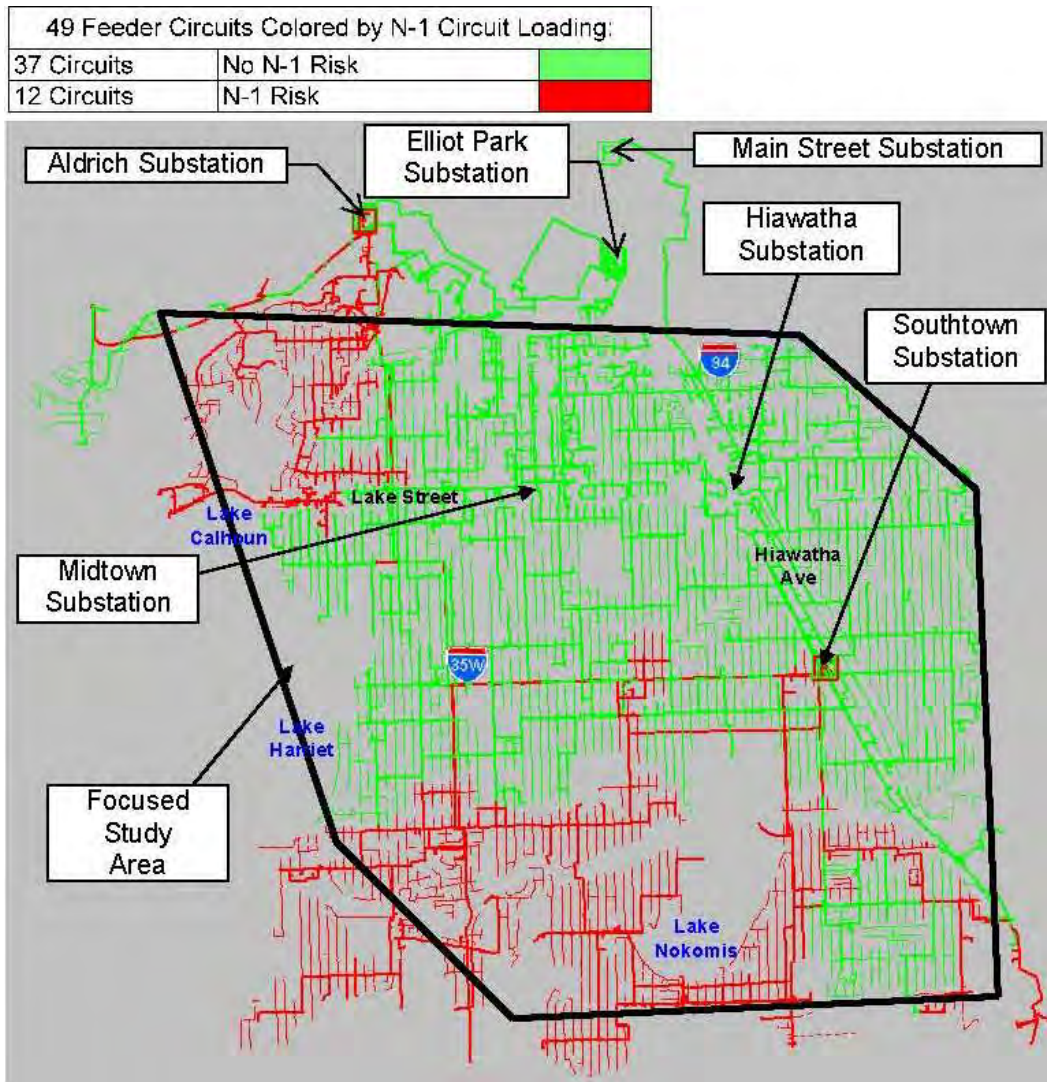 49 Feeder Circuits Colored by N-1 Circuit Loading:
37 Circuits No N-1 Risk
12 Circuits N-1 Risk
Elliot Park
Substation
Main Street Substation
Aldrich Substation
Hiawatha
Substation
Southtown
Substation
94
Lake Street
Lake
Calhoun
Hiawatha
Ave
Midtown
Substation
35W
Lake
Harriet
Focused
Study
Area
Lake
Nokomis